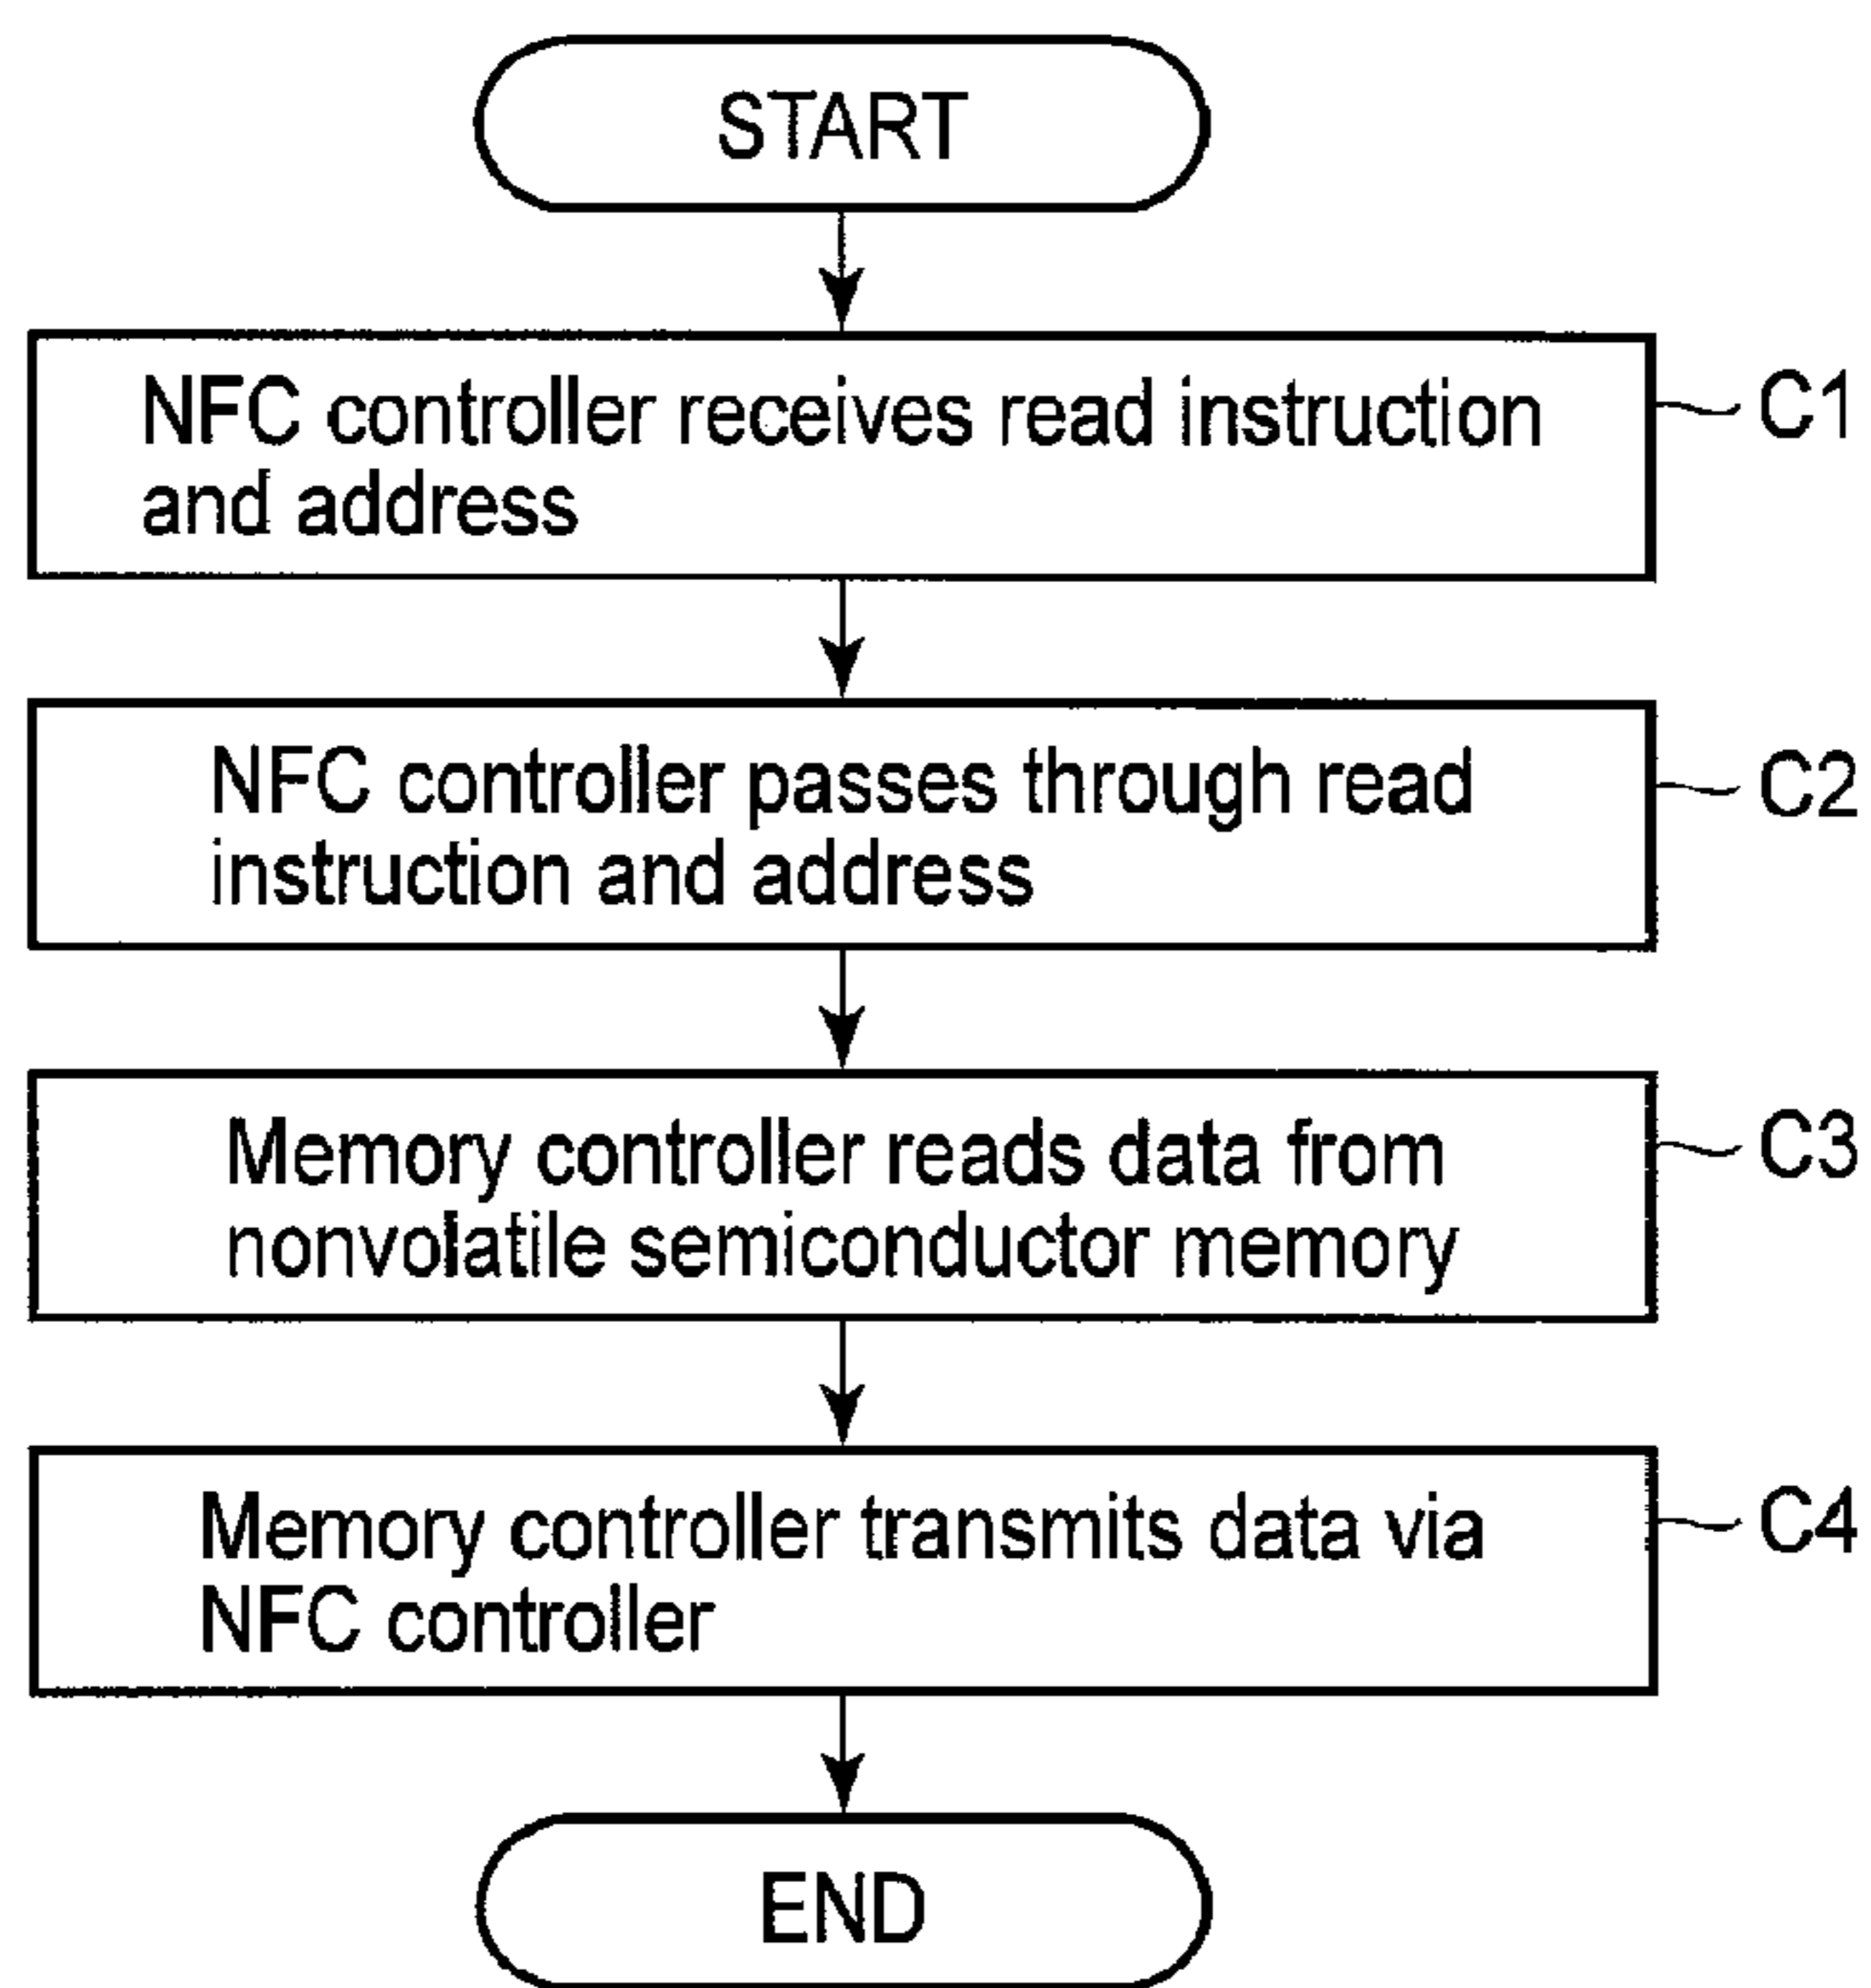 START
NFC controller receives read instruction
and address
C1
NFC controller passes through read
instruction and address
C2
Memory controller reads data from
nonvolatile semiconductor memory
C3
Memory controller transmits data via
NFC controller
C4
END